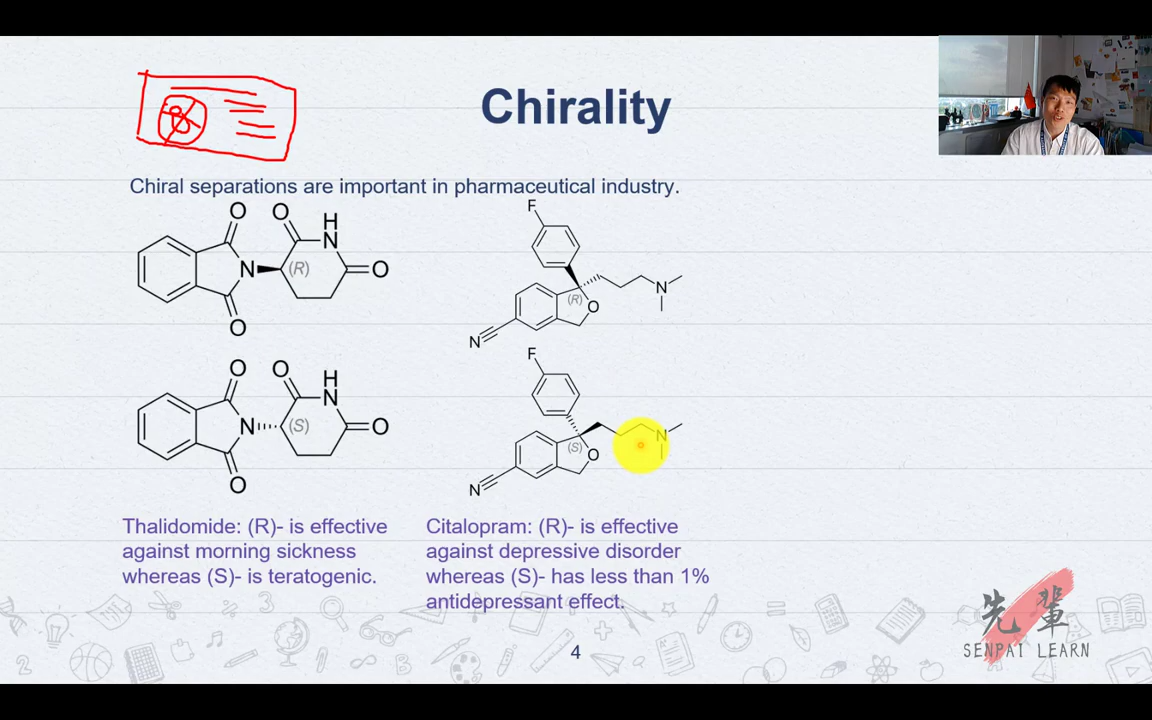 Chirality
Chiral separations are important in pharmaceutical industry.
O
O
H
N
N
(R)
O
O
F
(R)
O
N
N
O
O
H
N
N
(S)
O
O
F
(S)
O
N
N
Thalidomide: (R)- is effective
against morning sickness
whereas (S)- is teratogenic.
Citalopram: (R)- is effective
against depressive disorder
whereas (S)- has less than 1%
antidepressant effect.
4
先輩
SENPAI LEARN